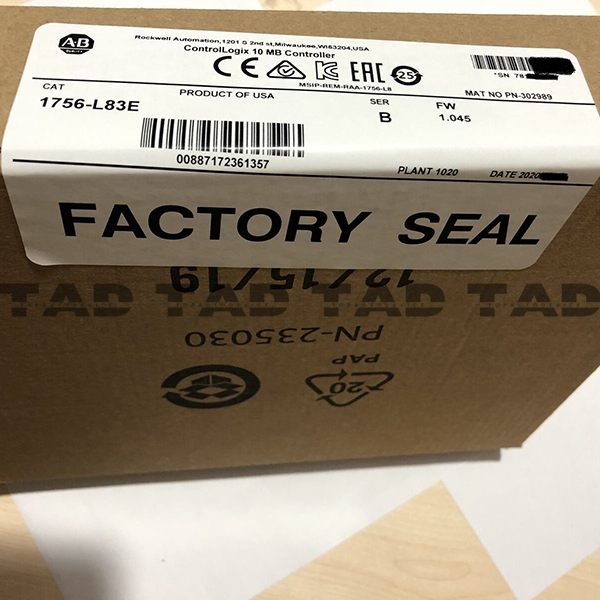 AB
Rockwell Automation,1201 S 2nd st,Milwaukee,WI53204,USA
ControlLogix 10 MB Controller
CE EAC 25
MSIP-REM-RAA-1756-L8
*SN 78
CAT
1756-L83E
PRODUCT OF USA
00887172361357
SER
B
FW
1.045
MAT NO PN-302989
PLANT 1020
DATE 2020
FACTORY SEAL
12/15/19
TAD TAD TAD TAD
PN-235030
20
PAP